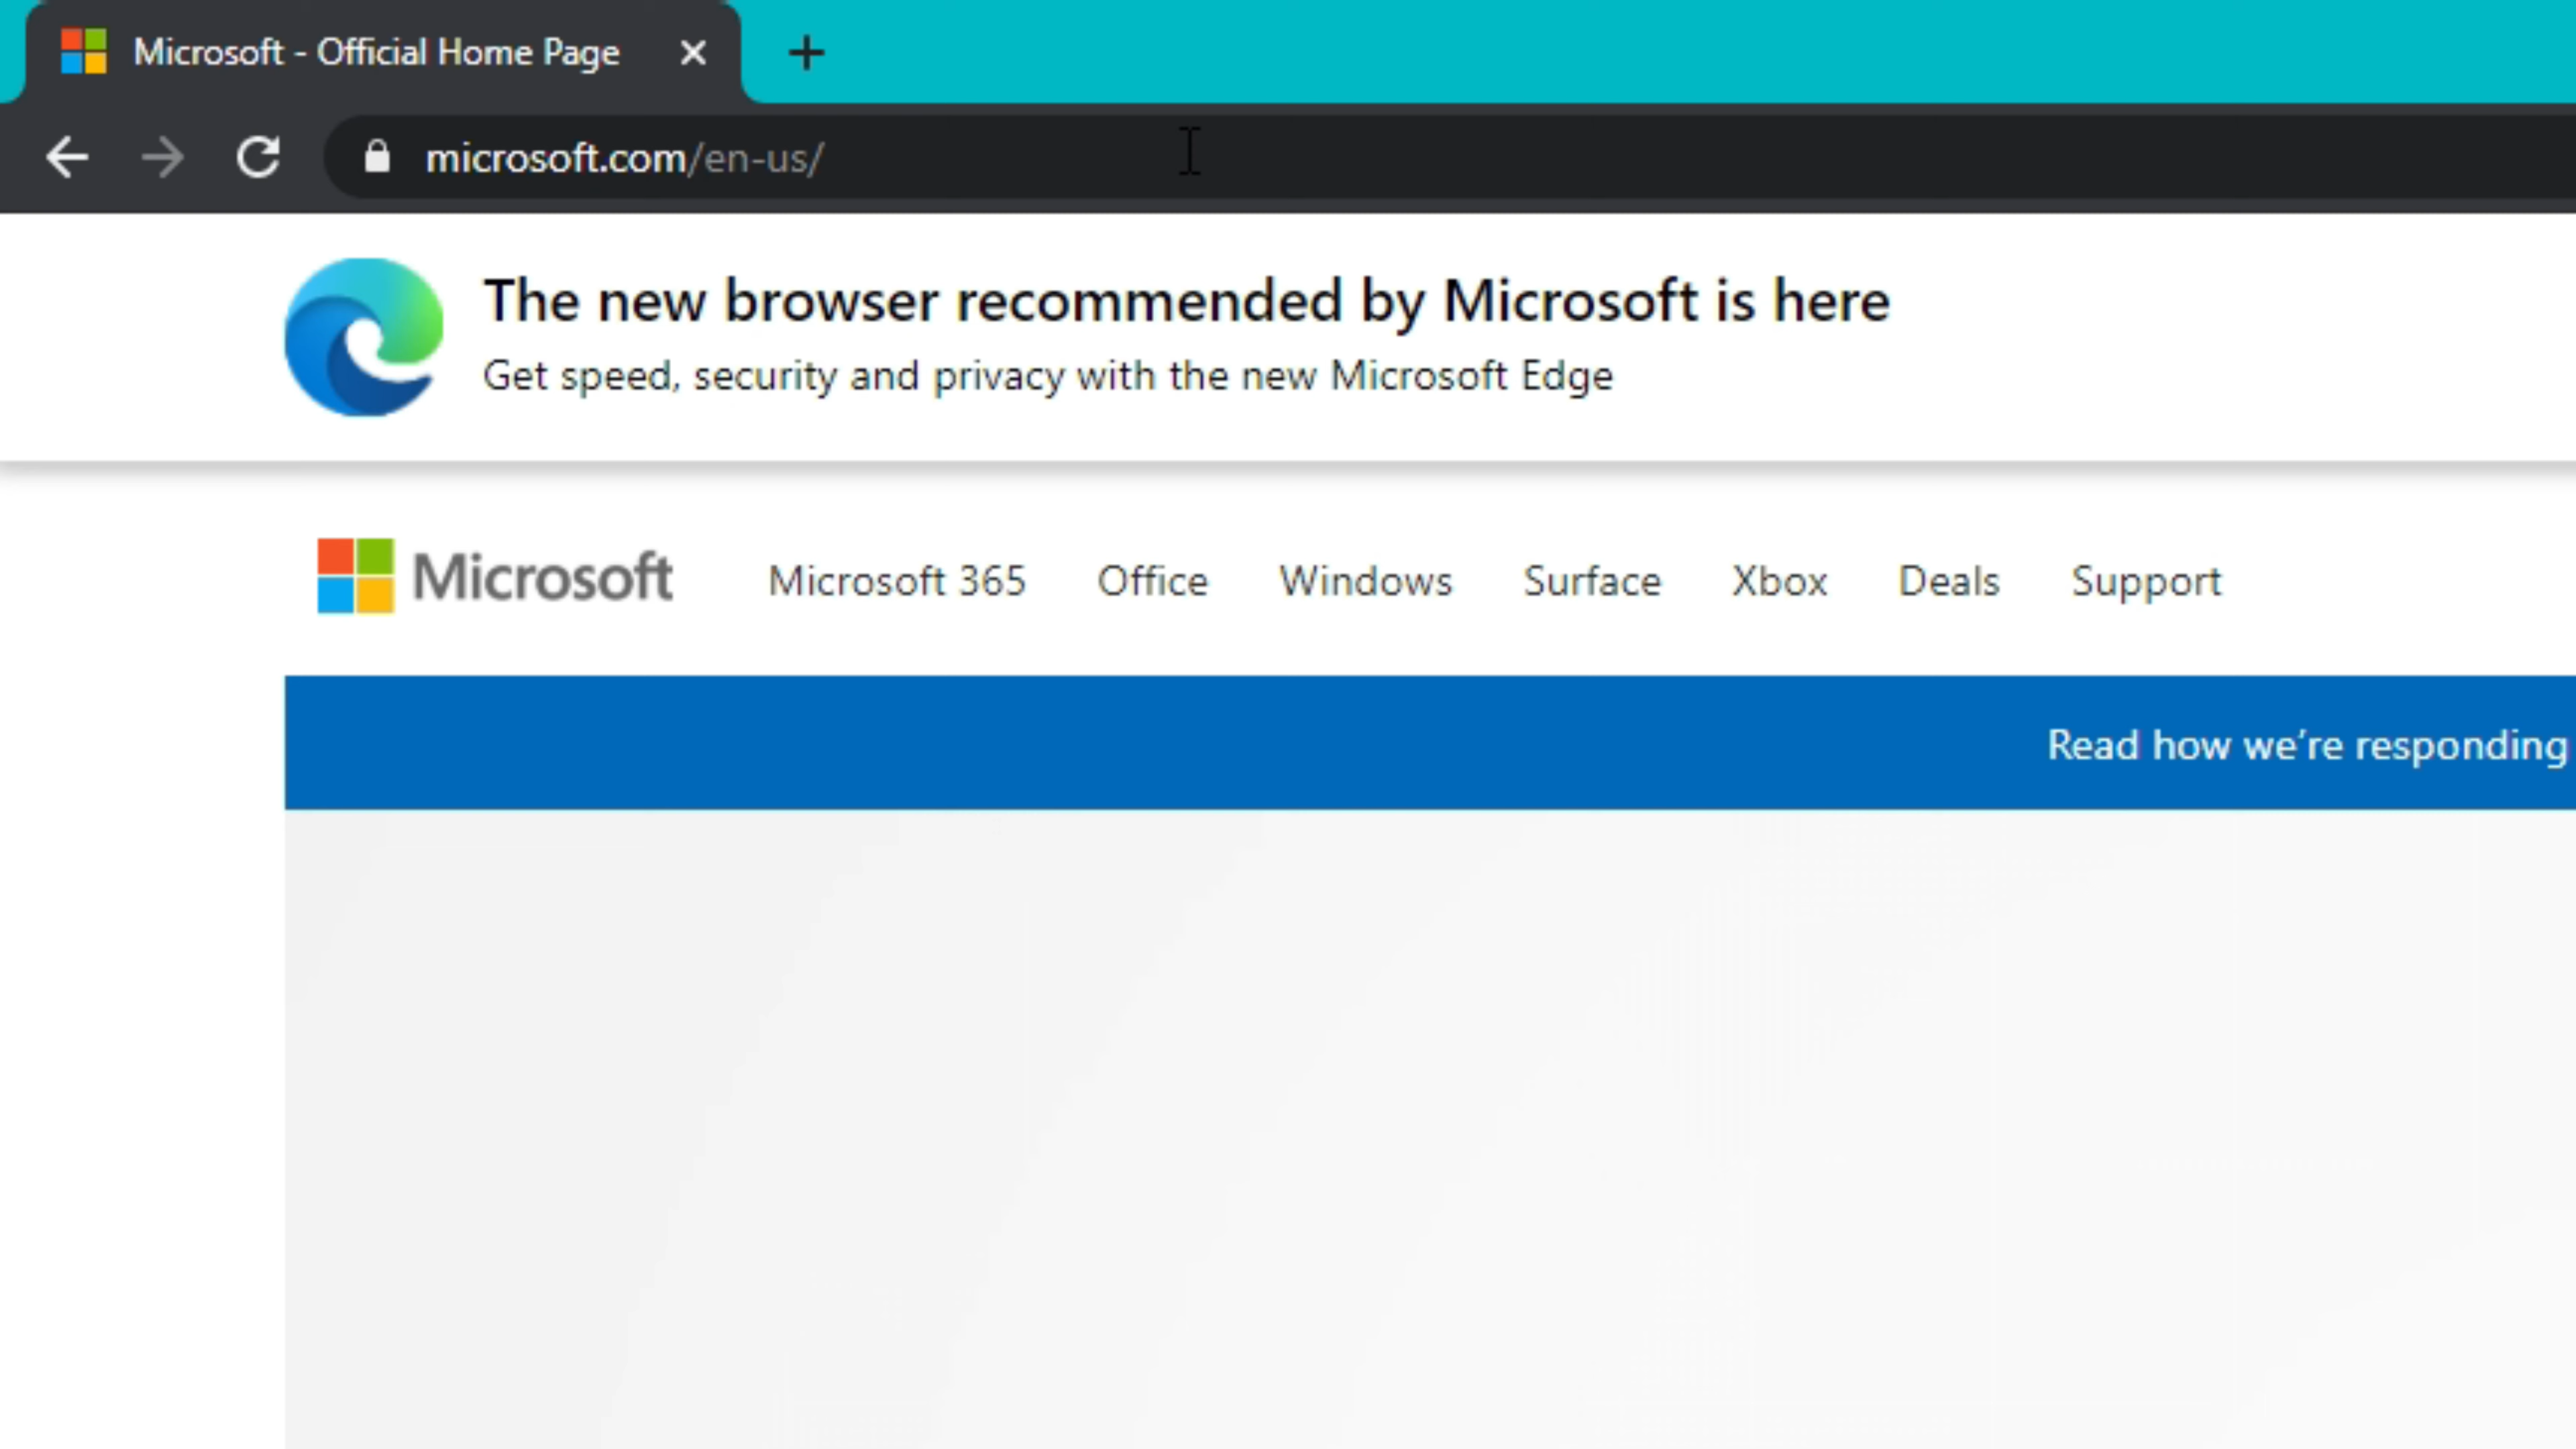 Microsoft - Official Home Page
microsoft.com/en-us/
The new browser recommended by Microsoft is here
Get speed, security and privacy with the new Microsoft Edge
Microsoft Microsoft 365 Office Windows Surface Xbox Deals Support
Read how we’re responding